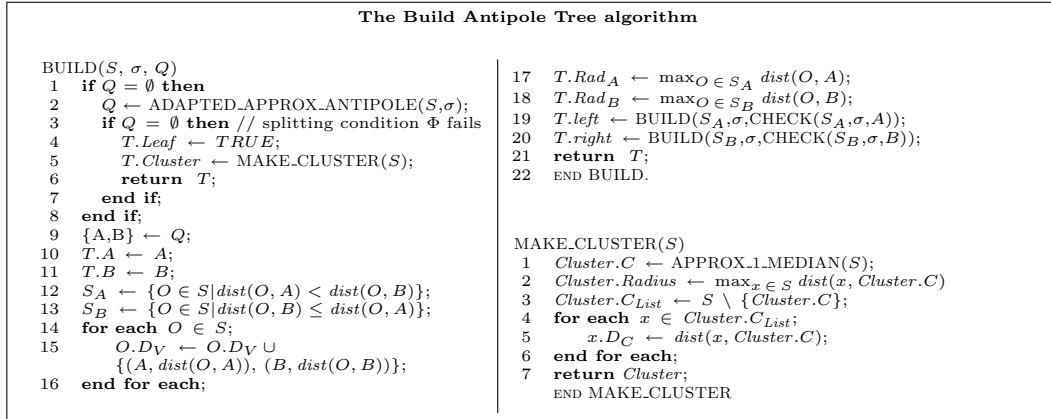 The Build Antipole Tree algorithm
BUILD(S, σ, Q)
1 if Q = ∅ then
2 Q ← ADAPTED_APPROX_ANTIPOLE(S,σ);
3 if Q = ∅ then // splitting condition Φ fails
4 T.Leaf ← TRUE;
5 T.Cluster ← MAKE_CLUSTER(S);
6 return T;
7 end if;
8 end if;
9 {A,B} ← Q;
10 T.A ← A;
11 T.B ← B;
12 S_A ← {O ∈ S|dist(O, A) < dist(O, B)};
13 S_B ← {O ∈ S|dist(O, B) ≤ dist(O, A)};
14 for each O ∈ S;
15 O.D_V ← O.D_V ∪
{(A, dist(O, A)), (B, dist(O, B))};
16 end for each;
17 T.Rad_A ← max_{O ∈ S_A} dist(O, A);
18 T.Rad_B ← max_{O ∈ S_B} dist(O, B);
19 T.left ← BUILD(S_A,σ,CHECK(S_A,σ,A));
20 T.right ← BUILD(S_B,σ,CHECK(S_B,σ,B));
21 return T;
22 END BUILD.
MAKE_CLUSTER(S)
1 Cluster.C ← APPROX_1_MEDIAN(S);
2 Cluster.Radius ← max_{x ∈ S} dist(x, Cluster.C)
3 Cluster.C_List ← S \ {Cluster.C};
4 for each x ∈ Cluster.C_List;
5 x.D_C ← dist(x, Cluster.C);
6 end for each;
7 return Cluster;
END MAKE_CLUSTER